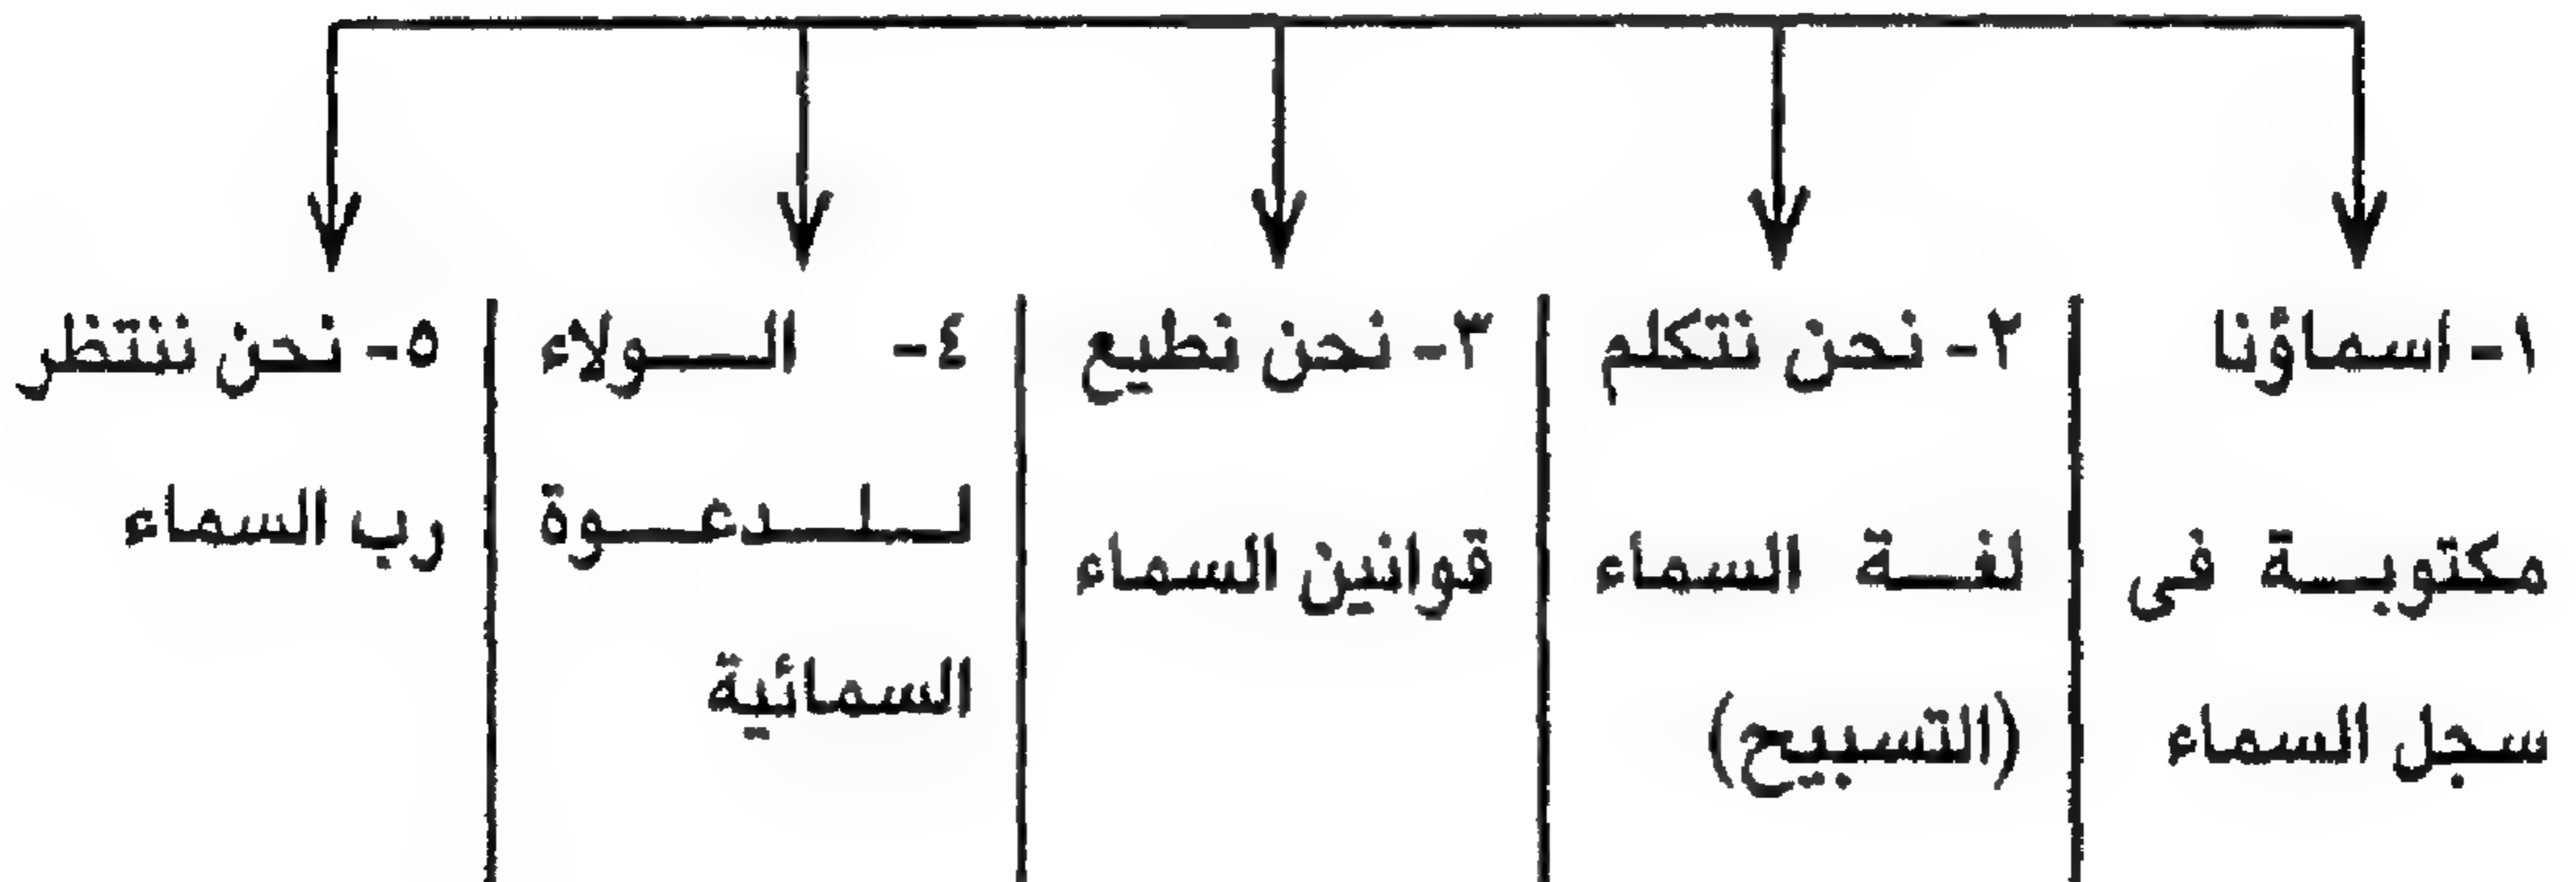 ١- اسماؤنا
مكتوبة فى
سجل السماء
٢- نحن نتكلم
لغة السماء
(التسبيح)
٣- نحن نطيع
قوانين السماء
٤- الولاء
للدعوة
السمائية
٥- نحن ننتظر
رب السماء